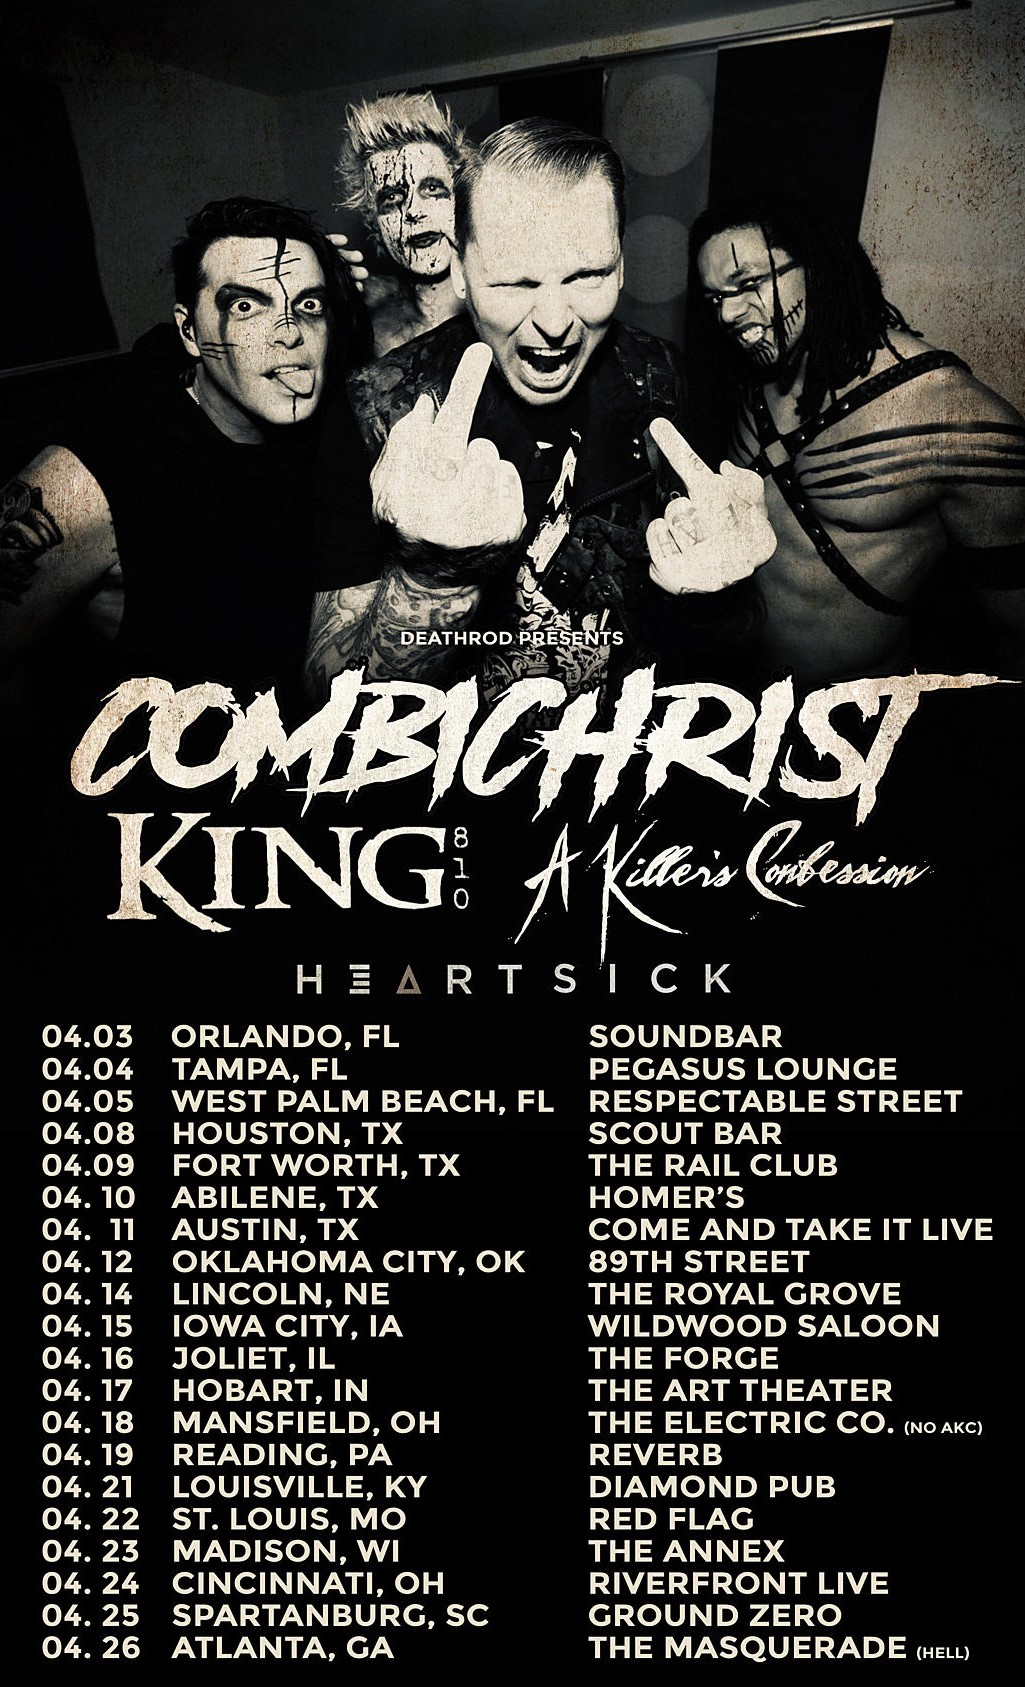 DEATHROD PRESENTS
COMBICHRIST
KING 810
A Killer's Confession
HEARTSICK
04.03 ORLANDO, FL SOUNDBAR
04.04 TAMPA, FL PEGASUS LOUNGE
04.05 WEST PALM BEACH, FL RESPECTABLE STREET
04.08 HOUSTON, TX SCOUT BAR
04.09 FORT WORTH, TX THE RAIL CLUB
04. 10 ABILENE, TX HOMER’S
04. 11 AUSTIN, TX COME AND TAKE IT LIVE
04. 12 OKLAHOMA CITY, OK 89TH STREET
04. 14 LINCOLN, NE THE ROYAL GROVE
04. 15 IOWA CITY, IA WILDWOOD SALOON
04. 16 JOLIET, IL THE FORGE
04. 17 HOBART, IN THE ART THEATER
04. 18 MANSFIELD, OH THE ELECTRIC CO. (NO AKC)
04. 19 READING, PA REVERB
04. 21 LOUISVILLE, KY DIAMOND PUB
04. 22 ST. LOUIS, MO RED FLAG
04. 23 MADISON, WI THE ANNEX
04. 24 CINCINNATI, OH RIVERFRONT LIVE
04. 25 SPARTANBURG, SC GROUND ZERO
04. 26 ATLANTA, GA THE MASQUERADE (HELL)